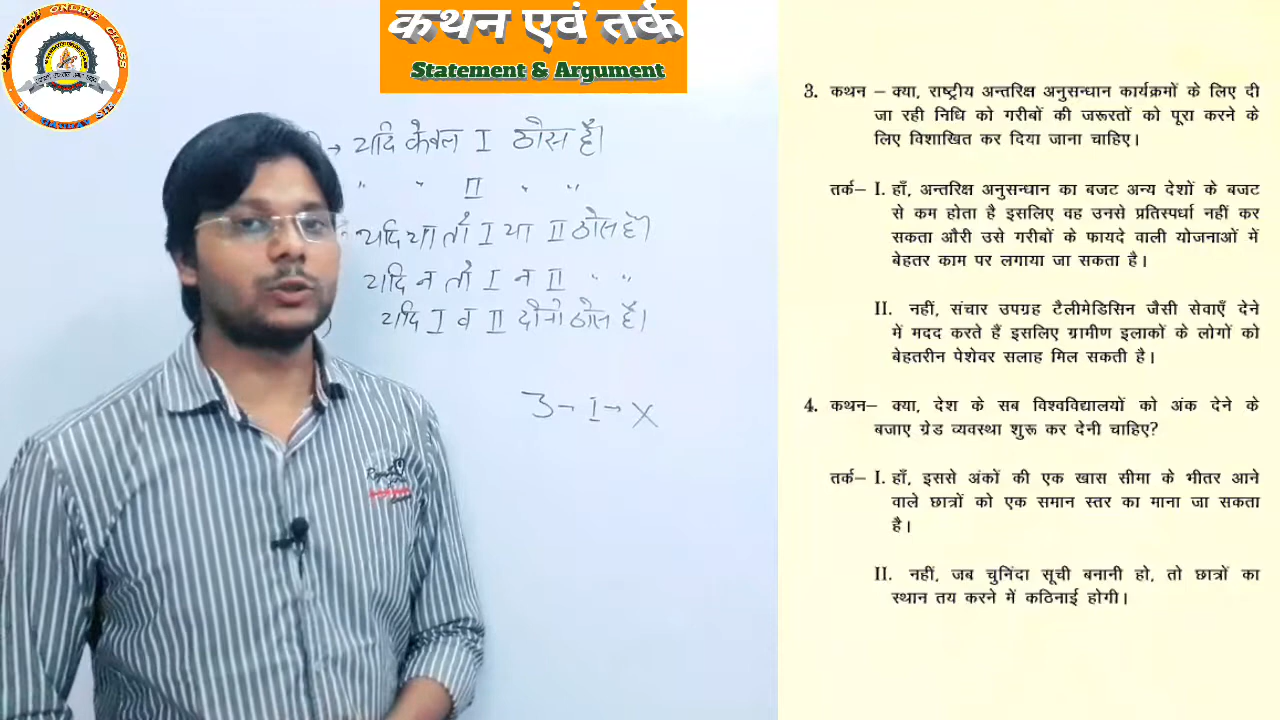 कथन एवं तर्क
Statement & Argument
ONLINE CLASS
→ यदि केवल I ठोस हैं।
" " II " "
यदि या तो I या II ठोस हैं।
यदि न तो I न II " "
यदि I व II दोनो ठोस हैं।
3 → I → X
3. कथन – क्या, राष्ट्रीय अन्तरिक्ष अनुसन्धान कार्यक्रमों के लिए दी
जा रही निधि को गरीबों की जरूरतों को पूरा करने के
लिए विशाखित कर दिया जाना चाहिए।
तर्क– I. हाँ, अन्तरिक्ष अनुसन्धान का बजट अन्य देशों के बजट
से कम होता है इसलिए वह उनसे प्रतिस्पर्धा नहीं कर
सकता औरी उसे गरीबों के फायदे वाली योजनाओं में
बेहतर काम पर लगाया जा सकता है।
II. नहीं, संचार उपग्रह टैलीमेडिसिन जैसी सेवाएँ देने
में मदद करते हैं इसलिए ग्रामीण इलाकों के लोगों को
बेहतरीन पेशेवर सलाह मिल सकती है।
4. कथन– क्या, देश के सब विश्वविद्यालयों को अंक देने के
बजाए ग्रेड व्यवस्था शुरू कर देनी चाहिए?
तर्क– I. हाँ, इससे अंकों की एक खास सीमा के भीतर आने
वाले छात्रों को एक समान स्तर का माना जा सकता
है।
II. नहीं, जब चुनिंदा सूची बनानी हो, तो छात्रों का
स्थान तय करने में कठिनाई होगी।